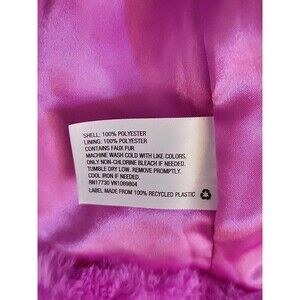 SHELL: 100% POLYESTER
LINING: 100% POLYESTER
CONTAINS FAUX FUR
MACHINE WASH COLD WITH LIKE COLORS.
ONLY NON-CHLORINE BLEACH IF NEEDED.
TUMBLE DRY LOW. REMOVE PROMPTLY.
COOL IRON IF NEEDED.
RN17730 VN1069804
LABEL MADE FROM 100% RECYCLED PLASTIC